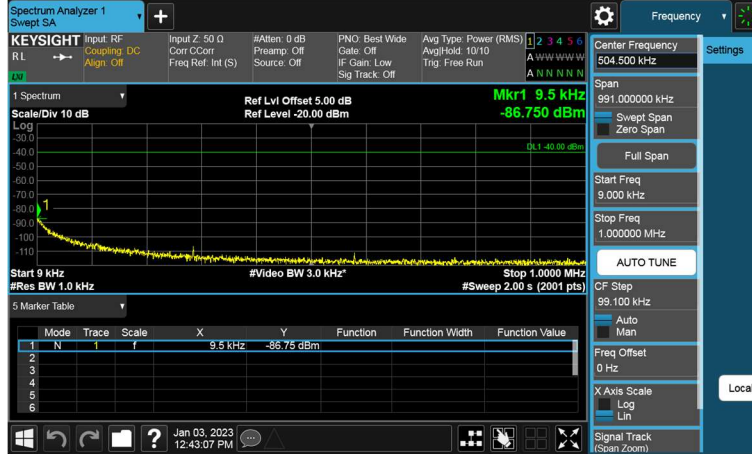 Spectrum Analyzer 1
Swept SA
+
KEYSIGHT
RL
LXI
Input: RF
Coupling: DC
Align: Off
Input Z: 50 Ω
Corr CCorr
Freq Ref: Int (S)
#Atten: 0 dB
Preamp: Off
Source: Off
PNO: Best Wide
Gate: Off
IF Gain: Low
Sig Track: Off
Avg Type: Power (RMS)
Avg|Hold: 10/10
Trig: Free Run
1 2 3 4 5 6
A W W W W W
A N N N N N
1 Spectrum
Scale/Div 10 dB
Log
Ref Lvl Offset 5.00 dB
Ref Level -20.00 dBm
Mkr1 9.5 kHz
-86.750 dBm
DL1 -40.00 dBm
-30.0
-40.0
-50.0
-60.0
-70.0
-80.0
-90.0
-100
-110
1
Start 9 kHz
#Res BW 1.0 kHz
#Video BW 3.0 kHz*
Stop 1.0000 MHz
#Sweep 2.00 s (2001 pts)
5 Marker Table
Mode Trace Scale X Y Function Function Width Function Value
1 N 1 f 9.5 kHz -86.75 dBm
2
3
4
5
6
?
Jan 03, 2023
12:43:07 PM
Frequency
Settings
Center Frequency
504.500 kHz
Span
991.000000 kHz
Swept Span
Zero Span
Full Span
Start Freq
9.000 kHz
Stop Freq
1.000000 MHz
AUTO TUNE
CF Step
99.100 kHz
Auto
Man
Freq Offset
0 Hz
X Axis Scale
Log
Lin
Signal Track
(Span Zoom)